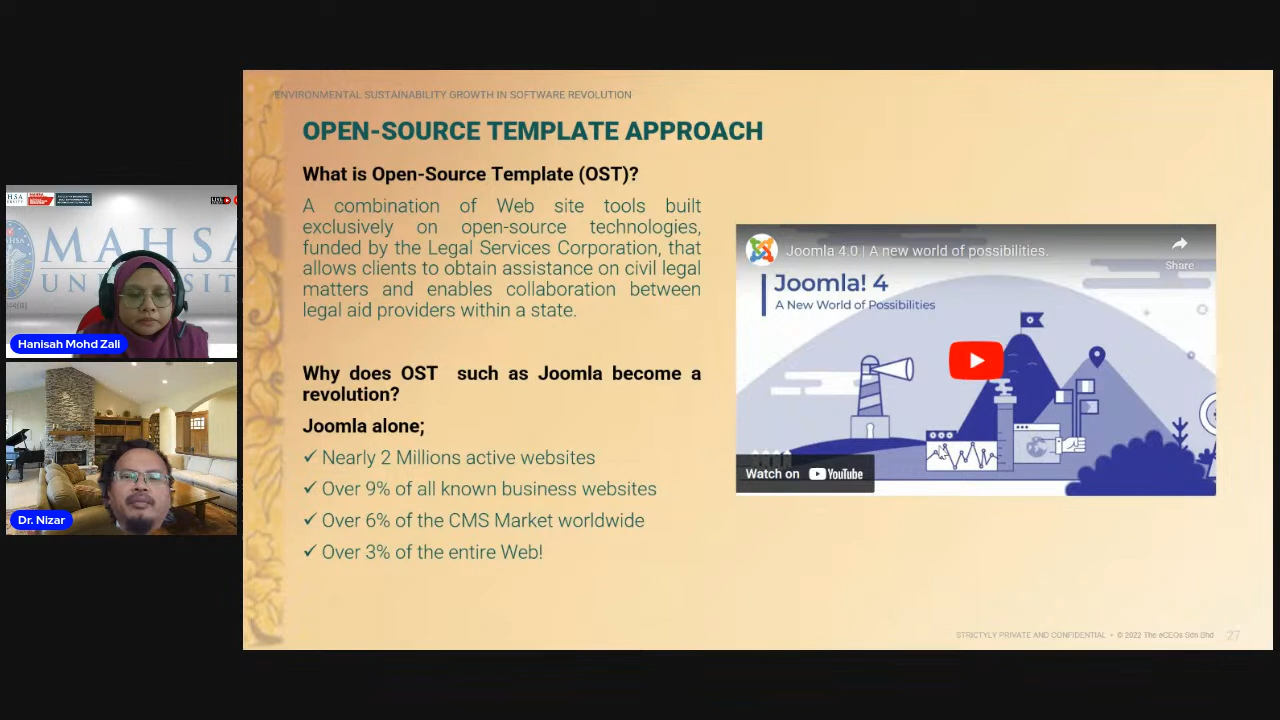 ENVIRONMENTAL SUSTAINABILITY GROWTH IN SOFTWARE REVOLUTION
OPEN-SOURCE TEMPLATE APPROACH
What is Open-Source Template (OST)?
A combination of Web site tools built
exclusively on open-source technologies,
funded by the Legal Services Corporation, that
allows clients to obtain assistance on civil legal
matters and enables collaboration between
legal aid providers within a state.
Why does OST such as Joomla become a
revolution?
Joomla alone;
✓ Nearly 2 Millions active websites
✓ Over 9% of all known business websites
✓ Over 6% of the CMS Market worldwide
✓ Over 3% of the entire Web!
Joomla 4.0 | A new world of possibilities.
Share
Joomla! 4
A New World of Possibilities
Watch on YouTube
STRICTYLY PRIVATE AND CONFIDENTIAL • © 2022 The eCEOs Sdn Bhd 27
MAHSA
UNIVERSIT
Hanisah Mohd Zali
Dr. Nizar